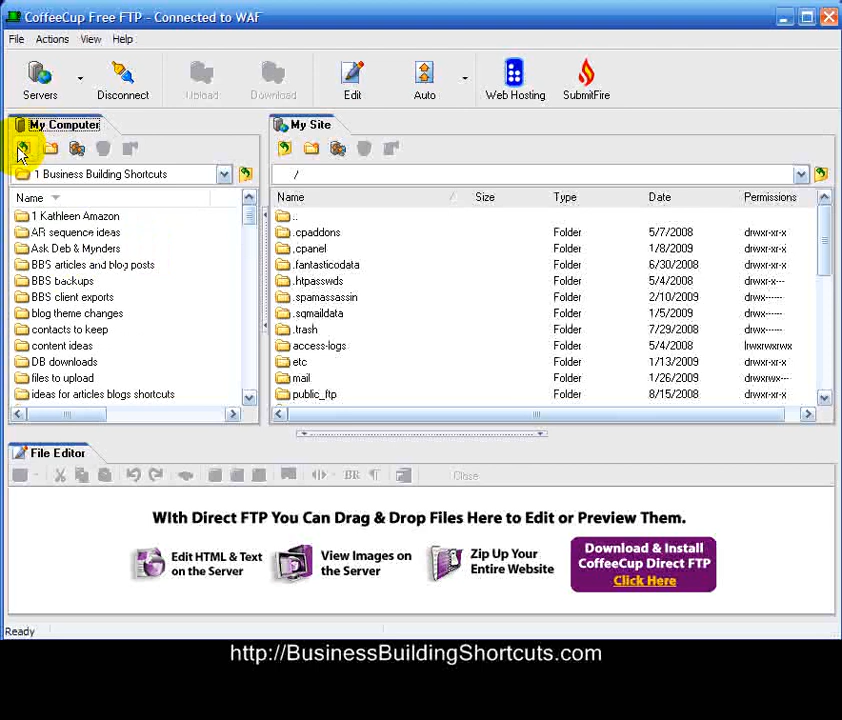 CoffeeCup Free FTP - Connected to WAF
File Actions View Help
Servers Disconnect Upload Download Edit Auto Web Hosting SubmitFire
My Computer
My Site
1 Business Building Shortcuts
/
Name
Name Size Type Date Permissions
1 Kathleen Amazon
..
AR sequence ideas
.cpaddons Folder 5/7/2008 drwxr-xr-x
Ask Deb & Mynders
.cpanel Folder 1/8/2009 drwxr-xr-x
BBS articles and blog posts
.fantasticodata Folder 6/30/2008 drwxr-xr-x
BBS backups
.htpasswds Folder 5/4/2008 drwxr-x---
BBS client exports
.spamassassin Folder 2/10/2009 drwx------
blog theme changes
.sqmaildata Folder 1/5/2009 drwx------
contacts to keep
.trash Folder 7/29/2008 drwx------
content ideas
access-logs Folder 5/4/2008 lrwxrwxrwx
DB downloads
etc Folder 1/13/2009 drwxr-xr-x
files to upload
mail Folder 1/26/2009 drwxrwx---
ideas for articles blogs shortcuts
public_ftp Folder 8/15/2008 drwxr-xr-x
File Editor
BR ¶ Close
With Direct FTP You Can Drag & Drop Files Here to Edit or Preview Them.
Edit HTML & Text
on the Server
View Images on
the Server
Zip Up Your
Entire Website
Download & Install
CoffeeCup Direct FTP
Click Here
Ready
http://BusinessBuildingShortcuts.com